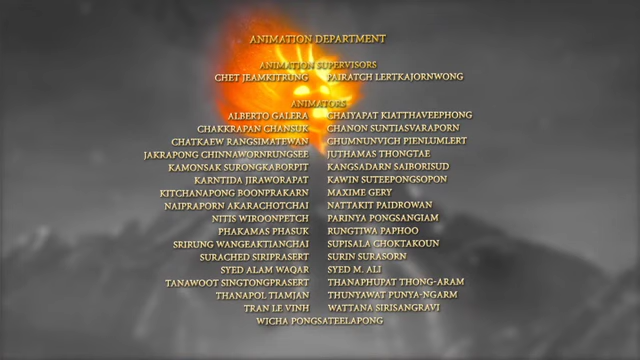 ANIMATION DEPARTMENT
ANIMATION SUPERVISORS
CHET JEAMKITRUNG PAIRATCH LERTKAJORNWONG
ANIMATORS
ALBERTO GALERA CHAIYAPAT KIATTHAVEEPHONG
CHAKKRAPAN CHANSUK CHANON SUNTIASVARAPORN
CHATKAEW RANGSIMATEWAN CHUMNUNVICH PIENLUMLERT
JAKRAPONG CHINNAWORNRUNGSEE JUTHAMAS THONGTAE
KAMONSAK SURONGKABORPIT KANGSADARN SAIBORISUD
KARNTIDA JIRAWORAPAT KAWIN SUTEEPONGSOPON
KITCHANAPONG BOONPRAKARN MAXIME GERY
NAIPRAPORN AKARACHOTCHAI NATTAKIT PAIDROWAN
NITIS WIROONPETCH PARINYA PONGSANGIAM
PHAKAMAS PHASUK RUNGTIWA PAPHOO
SRIRUNG WANGEAKTIANCHAI SUPISALA CHOKTAKOUN
SURACHED SIRIPRASERT SURIN SURASORN
SYED ALAM WAQAR SYED M. ALI
TANAWOOT SINGTONGPRASERT THANAPHUPAT THONG-ARAM
THANAPOL TIAMJAN THUNYAWAT PUNYA-NGARM
TRAN LE VINH WATTANA SIRISANGRAVI
WICHA PONGSATEELAPONG